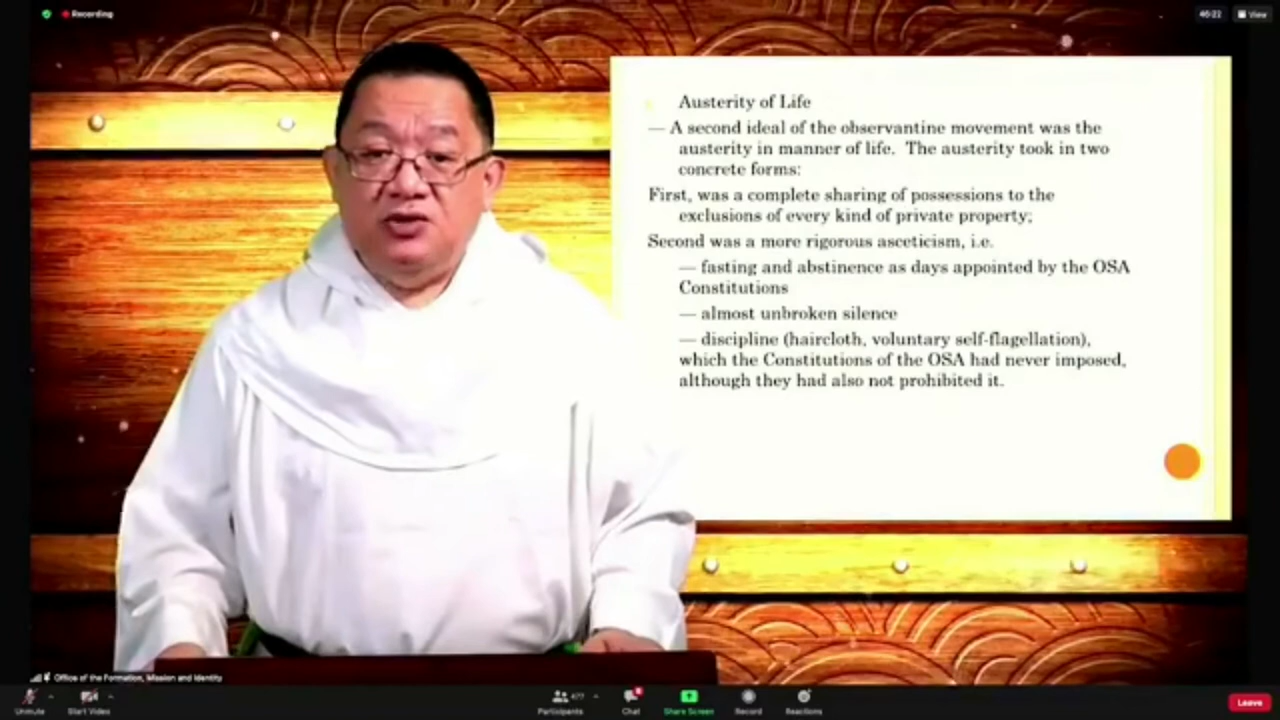 Recording
46:22
View
Austerity of Life
— A second ideal of the observantine movement was the
austerity in manner of life. The austerity took in two
concrete forms:
First, was a complete sharing of possessions to the
exclusions of every kind of private property;
Second was a more rigorous asceticism, i.e.
— fasting and abstinence as days appointed by the OSA
Constitutions
— almost unbroken silence
— discipline (haircloth, voluntary self-flagellation),
which the Constitutions of the OSA had never imposed,
although they had also not prohibited it.
Office of the Formation, Mission and Identity
Unmute
Start Video
Participants
477
Chat
Share Screen
Record
Reactions
Leave